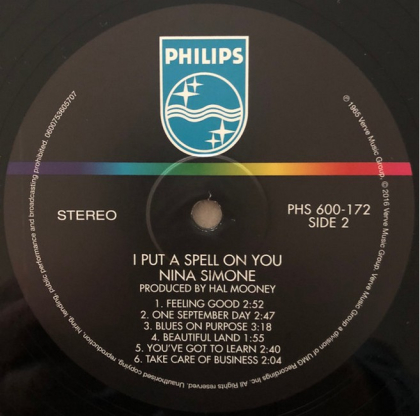 PHILIPS
STEREO
PHS 600-172
SIDE 2
I PUT A SPELL ON YOU
NINA SIMONE
PRODUCED BY HAL MOONEY
1. FEELING GOOD 2:52
2. ONE SEPTEMBER DAY 2:47
3. BLUES ON PURPOSE 3:18
4. BEAUTIFUL LAND 1:55
5. YOU'VE GOT TO LEARN 2:40
6. TAKE CARE OF BUSINESS 2:04
℗ 1965 Verve Music Group. © 2016 Verve Music Group a division of UMG Recordings Inc. All Rights reserved. Unauthorised copying, reproduction, hiring, lending, public performance and broadcasting prohibited. 0600753605707